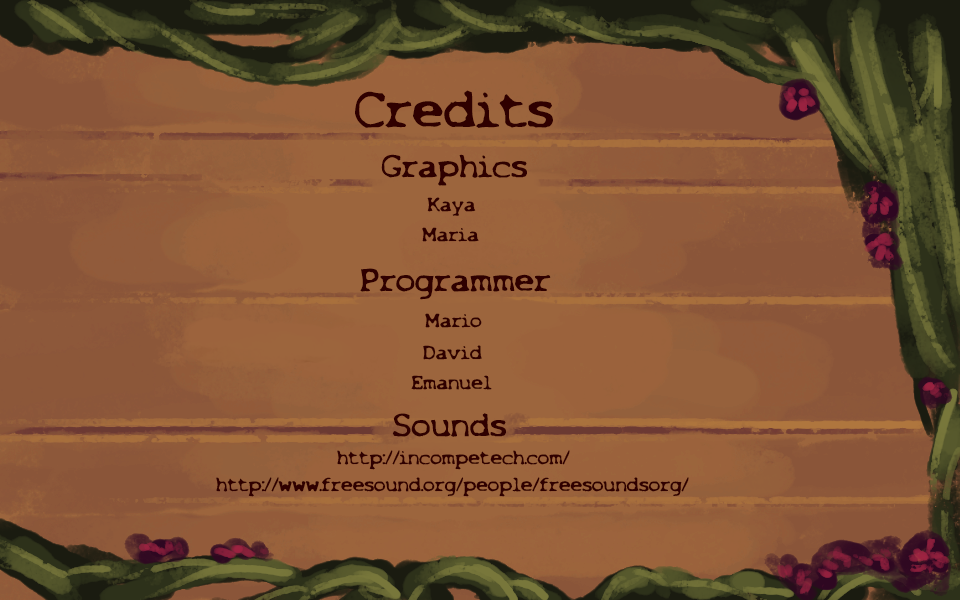 Credits
Graphics
Kaya
Maria
Programmer
Mario
David
Emanuel
Sounds
http://incompetech.com/
http://www.freesound.org/people/freesoundsorg/